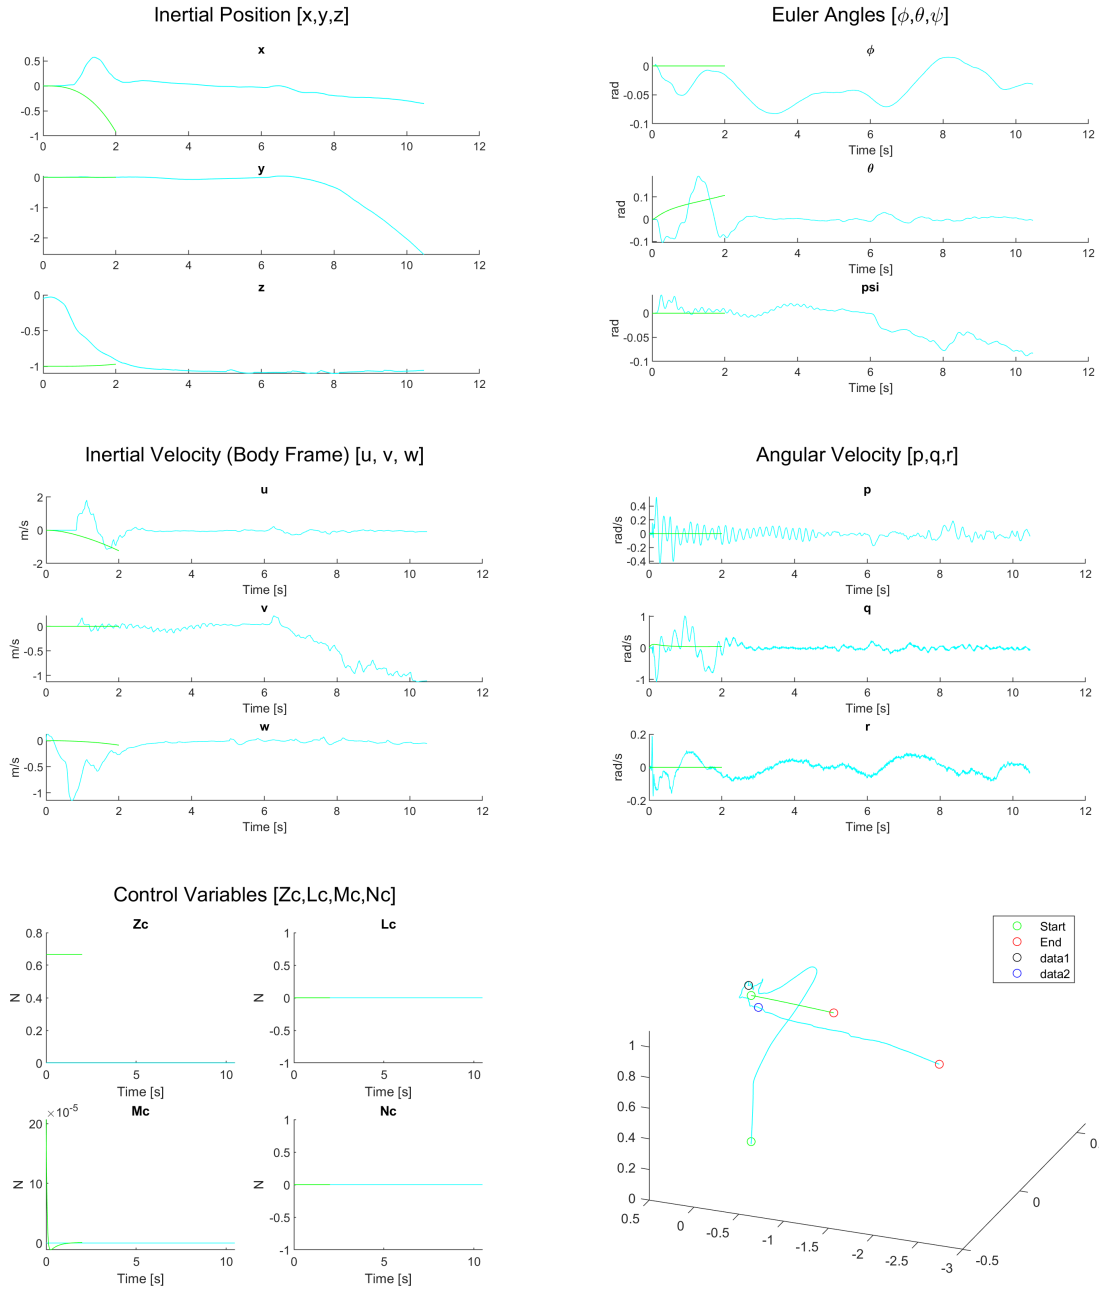 Inertial Position [x,y,z]
x
0.5
0
-0.5
-1
0 2 4 6 8 10 12
y
0
-1
-2
0 2 4 6 8 10 12
z
0
-0.5
-1
0 2 4 6 8 10 12
Euler Angles [ϕ,θ,ψ]
ϕ
0
-0.05
-0.1
rad
0 2 4 6 8 10 12
Time [s]
θ
0.1
0
-0.1
rad
0 2 4 6 8 10 12
Time [s]
psi
0
-0.05
-0.1
rad
0 2 4 6 8 10 12
Time [s]
Inertial Velocity (Body Frame) [u, v, w]
u
2
0
-2
m/s
0 2 4 6 8 10 12
Time [s]
v
0
-0.5
-1
m/s
0 2 4 6 8 10 12
Time [s]
w
0
-0.5
-1
m/s
0 2 4 6 8 10 12
Time [s]
Angular Velocity [p,q,r]
p
0.4
0.2
0
-0.2
-0.4
rad/s
0 2 4 6 8 10 12
Time [s]
q
1
0
-1
rad/s
0 2 4 6 8 10 12
Time [s]
r
0.2
0
-0.2
rad/s
0 2 4 6 8 10 12
Time [s]
Control Variables [Zc,Lc,Mc,Nc]
Zc
0.8
0.6
0.4
0.2
0
N
0 5 10
Time [s]
Lc
1
0.5
0
-0.5
-1
N
0 5 10
Time [s]
Mc
×10-5
20
10
0
N
0 5 10
Time [s]
Nc
1
0.5
0
-0.5
-1
N
0 5 10
Time [s]
Start
End
data1
data2
1
0.8
0.6
0.4
0.2
0
0.5 0 -0.5 -1 -1.5 -2 -2.5 -3
-0.5
0